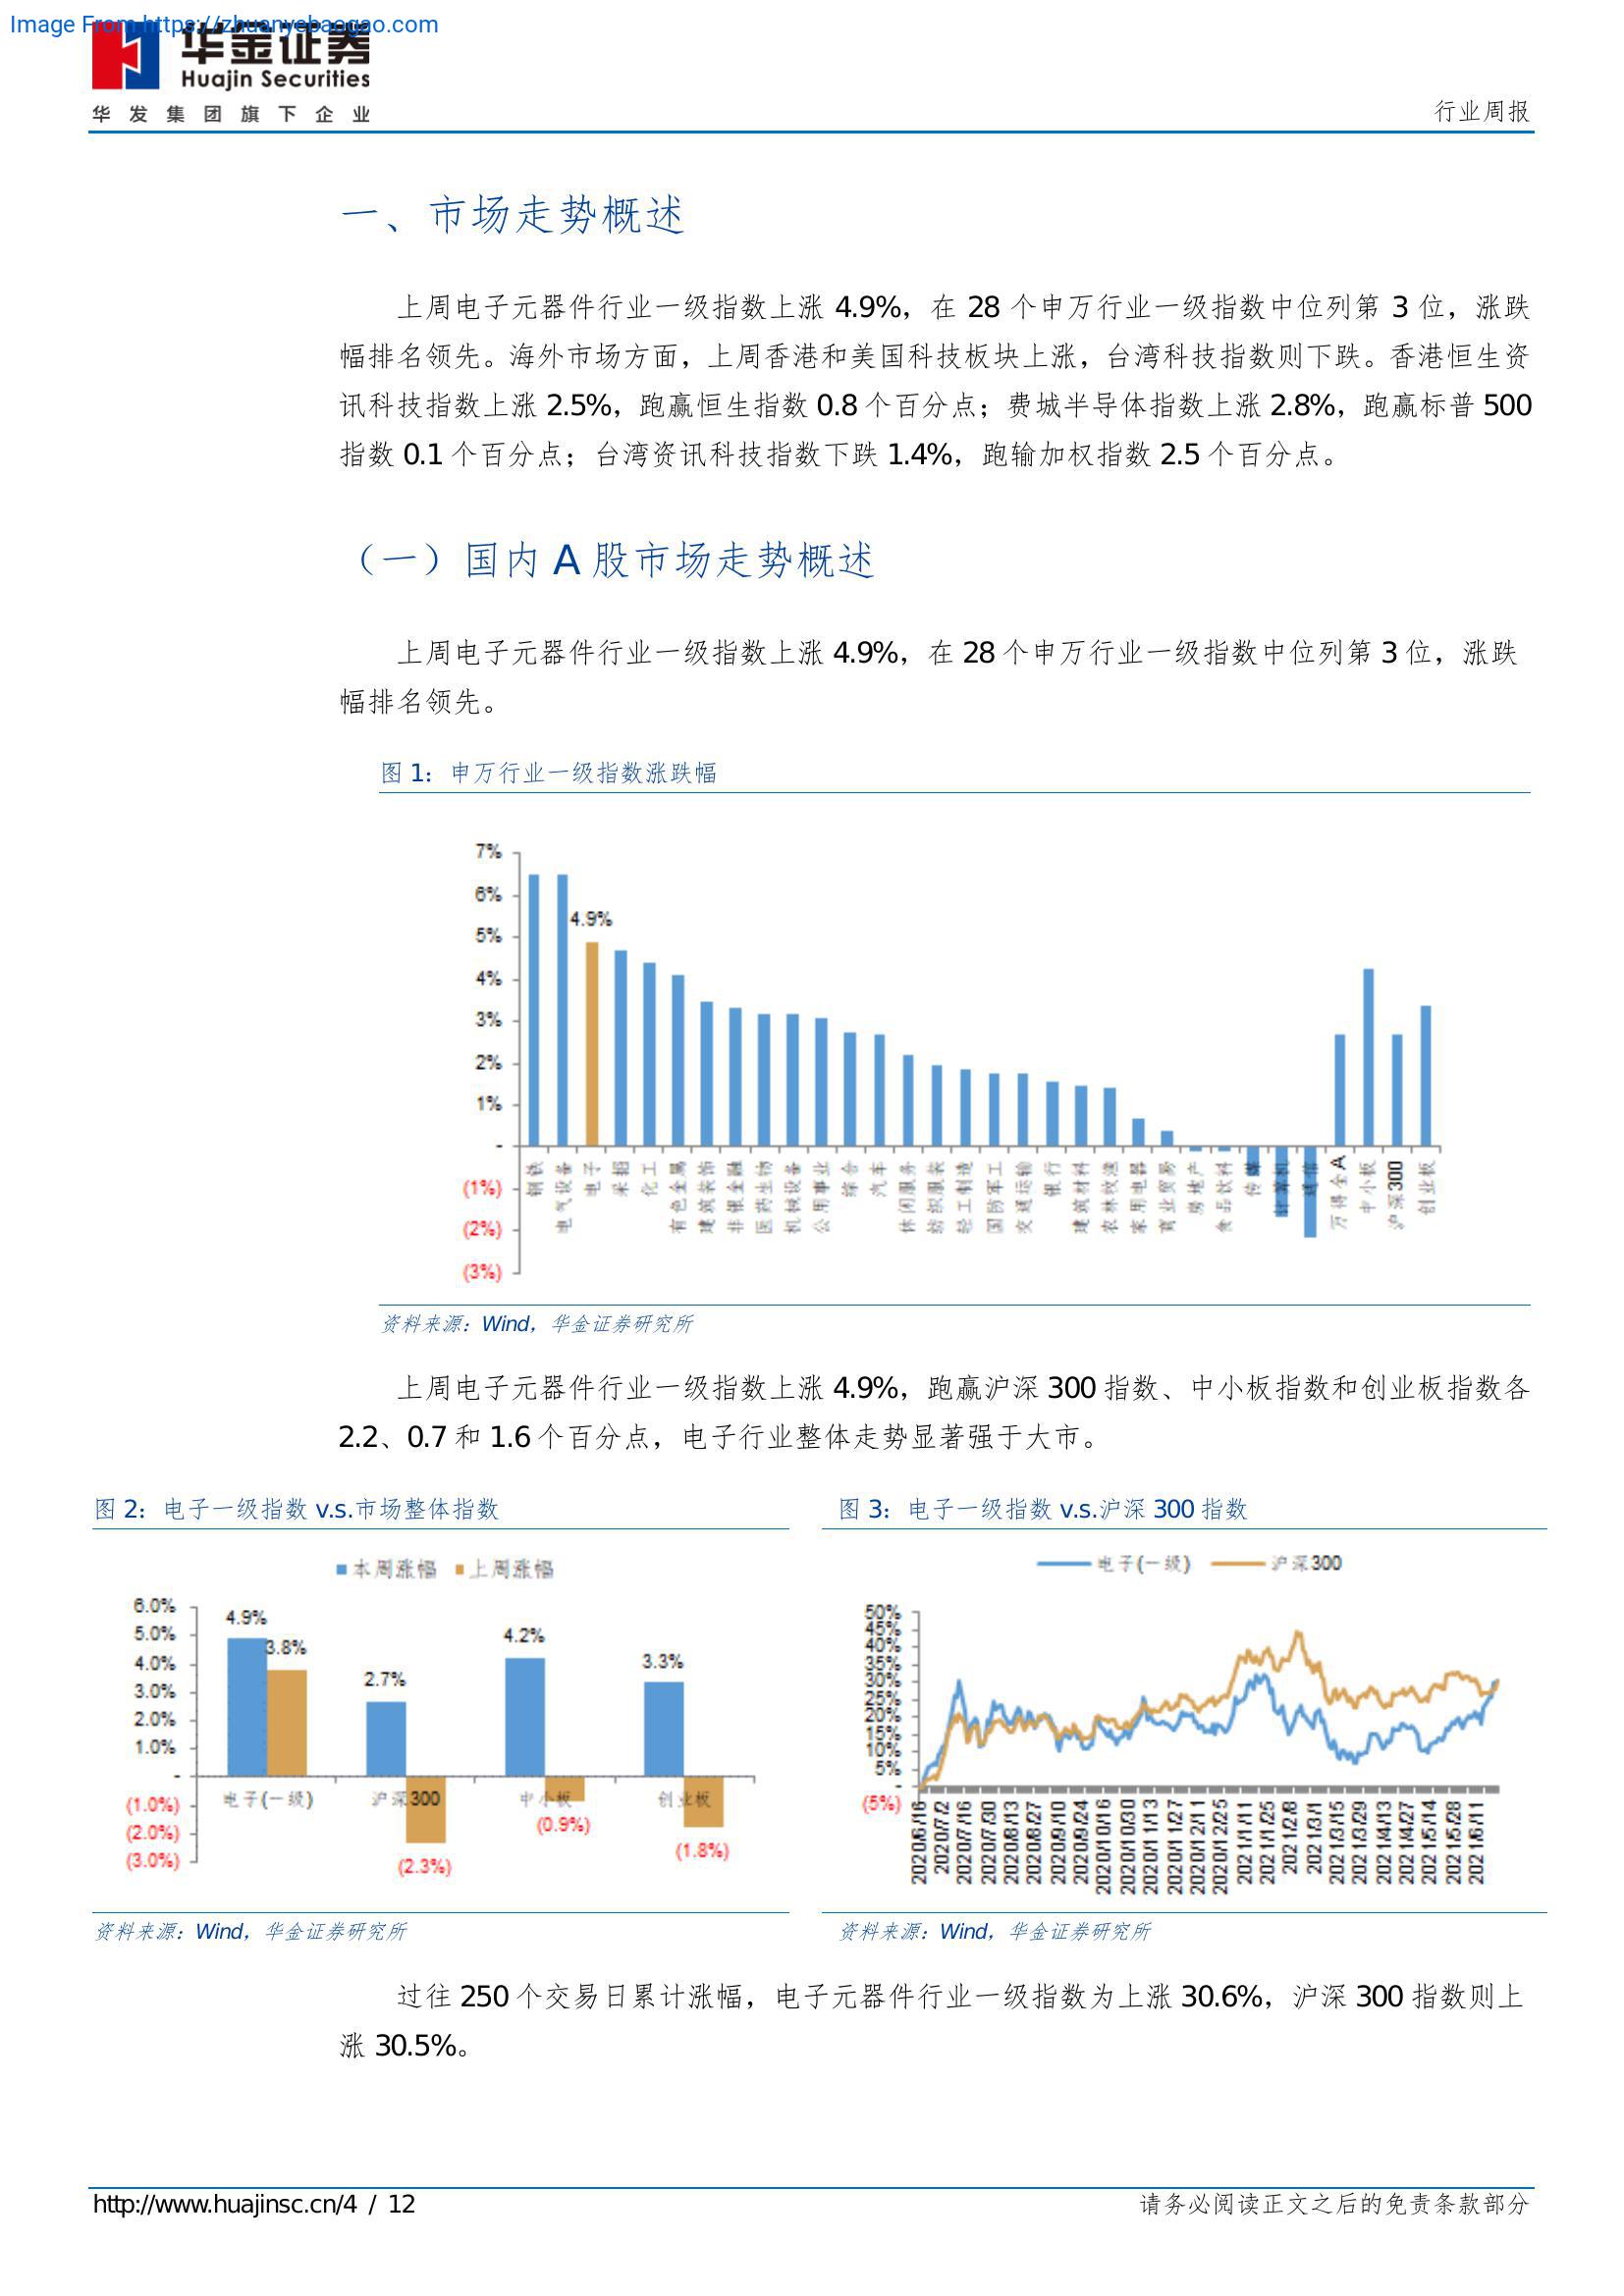 Image From https://zhuanyebaogao.com
华金证券
Huajin Securities
华发集团旗下企业
行业周报
一、市场走势概述
上周电子元器件行业一级指数上涨 4.9%，在 28 个申万行业一级指数中位列第 3 位，涨跌
幅排名领先。海外市场方面，上周香港和美国科技板块上涨，台湾科技指数则下跌。香港恒生资
讯科技指数上涨 2.5%，跑赢恒生指数 0.8 个百分点；费城半导体指数上涨 2.8%，跑赢标普 500
指数 0.1 个百分点；台湾资讯科技指数下跌 1.4%，跑输加权指数 2.5 个百分点。
（一）国内 A 股市场走势概述
上周电子元器件行业一级指数上涨 4.9%，在 28 个申万行业一级指数中位列第 3 位，涨跌
幅排名领先。
图 1：申万行业一级指数涨跌幅
7%
6%
5%
4%
3%
2%
1%
-
(1%)
(2%)
(3%)
4.9%
钢铁
电气设备
电子
采掘
化工
有色金属
建筑装饰
非银金融
医药生物
机械设备
公用事业
综合
汽车
休闲服务
纺织服装
轻工制造
国防军工
交通运输
银行
建筑材料
农林牧渔
家用电器
商业贸易
房地产
食品饮料
传媒
计算机
通信
万得全A
中小板
沪深300
创业板
资料来源：Wind，华金证券研究所
上周电子元器件行业一级指数上涨 4.9%，跑赢沪深 300 指数、中小板指数和创业板指数各
2.2、0.7 和 1.6 个百分点，电子行业整体走势显著强于大市。
图 2：电子一级指数 v.s.市场整体指数
本周涨幅 上周涨幅
6.0%
5.0%
4.0%
3.0%
2.0%
1.0%
-
(1.0%)
(2.0%)
(3.0%)
4.9%
3.8%
2.7%
(2.3%)
4.2%
(0.9%)
3.3%
(1.8%)
电子(一级)
沪深300
中小板
创业板
资料来源：Wind，华金证券研究所
图 3：电子一级指数 v.s.沪深 300 指数
电子(一级) 沪深300
50%
45%
40%
35%
30%
25%
20%
15%
10%
5%
-
(5%)
2020/6/16
2020/7/2
2020/7/16
2020/7/30
2020/8/13
2020/8/27
2020/9/10
2020/9/24
2020/10/16
2020/10/30
2020/11/13
2020/11/27
2020/12/11
2020/12/25
2021/1/11
2021/1/25
2021/2/8
2021/3/1
2021/3/15
2021/3/29
2021/4/13
2021/4/27
2021/5/14
2021/5/28
2021/6/11
资料来源：Wind，华金证券研究所
过往 250 个交易日累计涨幅，电子元器件行业一级指数为上涨 30.6%，沪深 300 指数则上
涨 30.5%。
http://www.huajinsc.cn/4 / 12
请务必阅读正文之后的免责条款部分